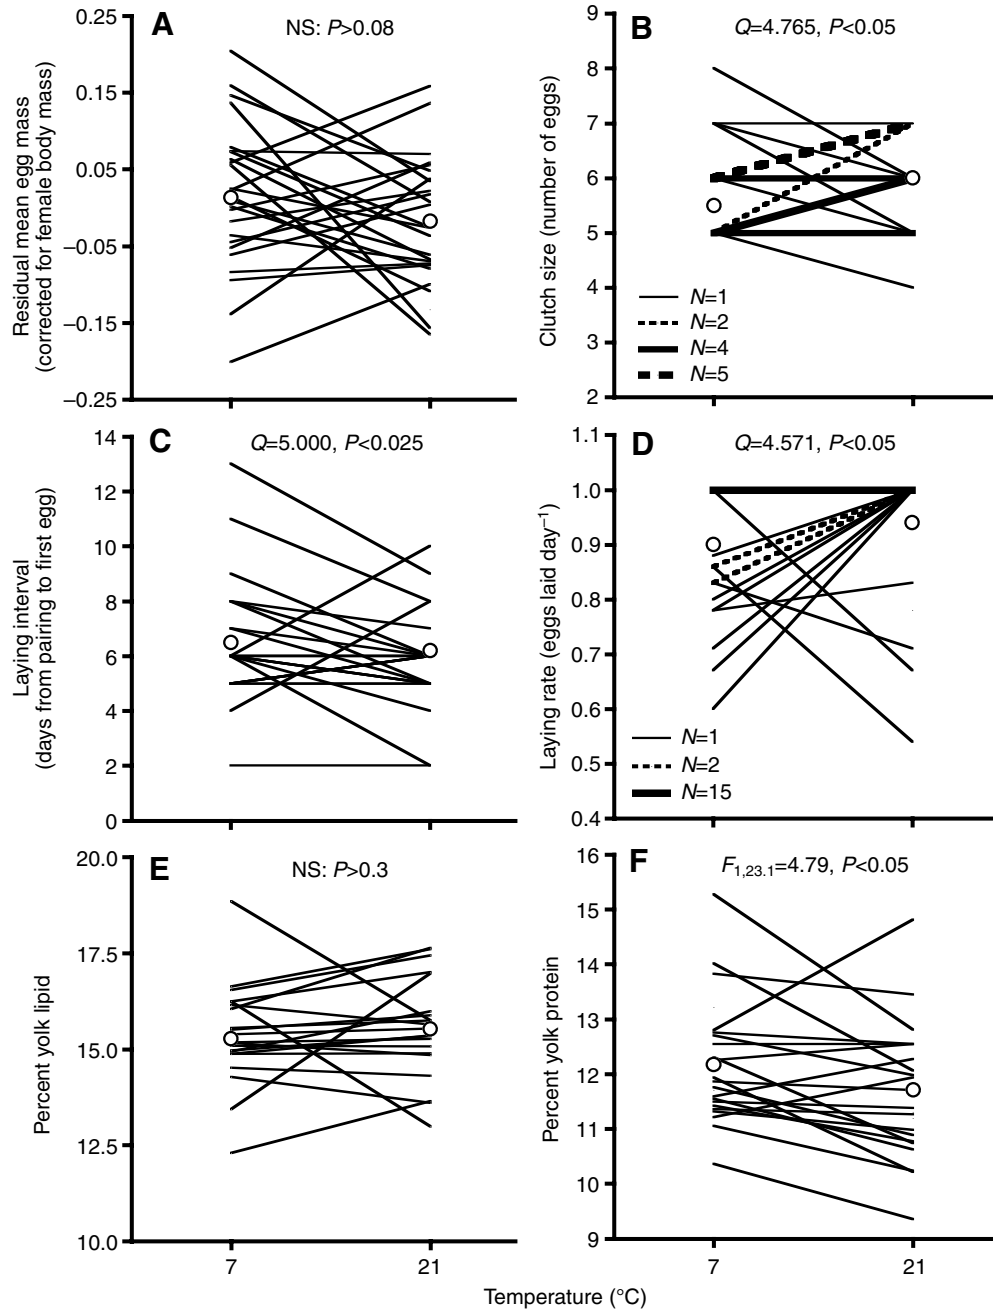 A
NS: P>0.08
Residual mean egg mass
(corrected for female body mass)
0.25
0.15
0.05
−0.05
−0.15
−0.25
7
21
B
Q=4.765, P<0.05
Clutch size (number of eggs)
9
8
7
6
5
4
3
2
N=1
N=2
N=4
N=5
7
21
C
Q=5.000, P<0.025
Laying interval
(days from pairing to first egg)
14
12
10
8
6
4
2
0
D
Q=4.571, P<0.05
Laying rate (eggs laid day−1)
1.1
1.0
0.9
0.8
0.7
0.6
0.5
0.4
N=1
N=2
N=15
E
NS: P>0.3
Percent yolk lipid
20.0
17.5
15.0
12.5
10.0
7
21
F
F1,23.1=4.79, P<0.05
Percent yolk protein
16
15
14
13
12
11
10
9
7
21
Temperature (°C)